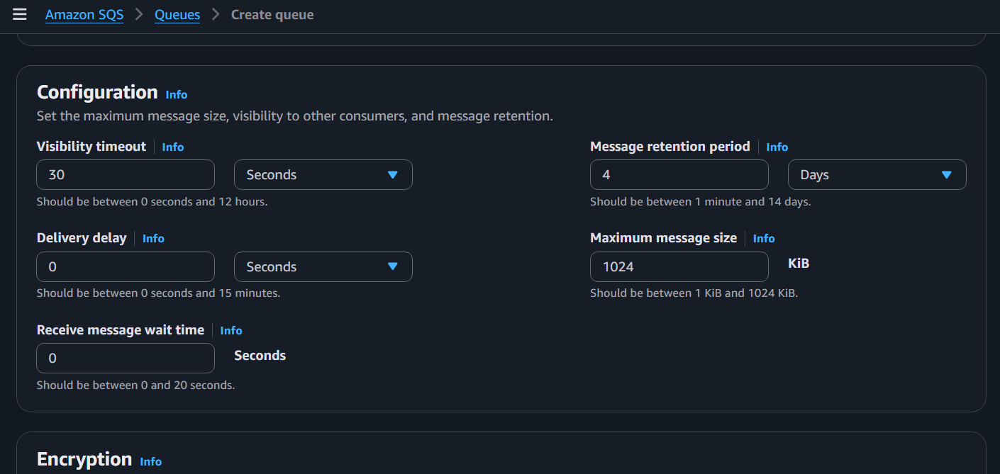 Amazon SQS > Queues > Create queue
Configuration Info
Set the maximum message size, visibility to other consumers, and message retention.
Visibility timeout Info
30 Seconds
Should be between 0 seconds and 12 hours.
Message retention period Info
4 Days
Should be between 1 minute and 14 days.
Delivery delay Info
0 Seconds
Should be between 0 seconds and 15 minutes.
Maximum message size Info
1024 KiB
Should be between 1 KiB and 1024 KiB.
Receive message wait time Info
0 Seconds
Should be between 0 and 20 seconds.
Encryption Info